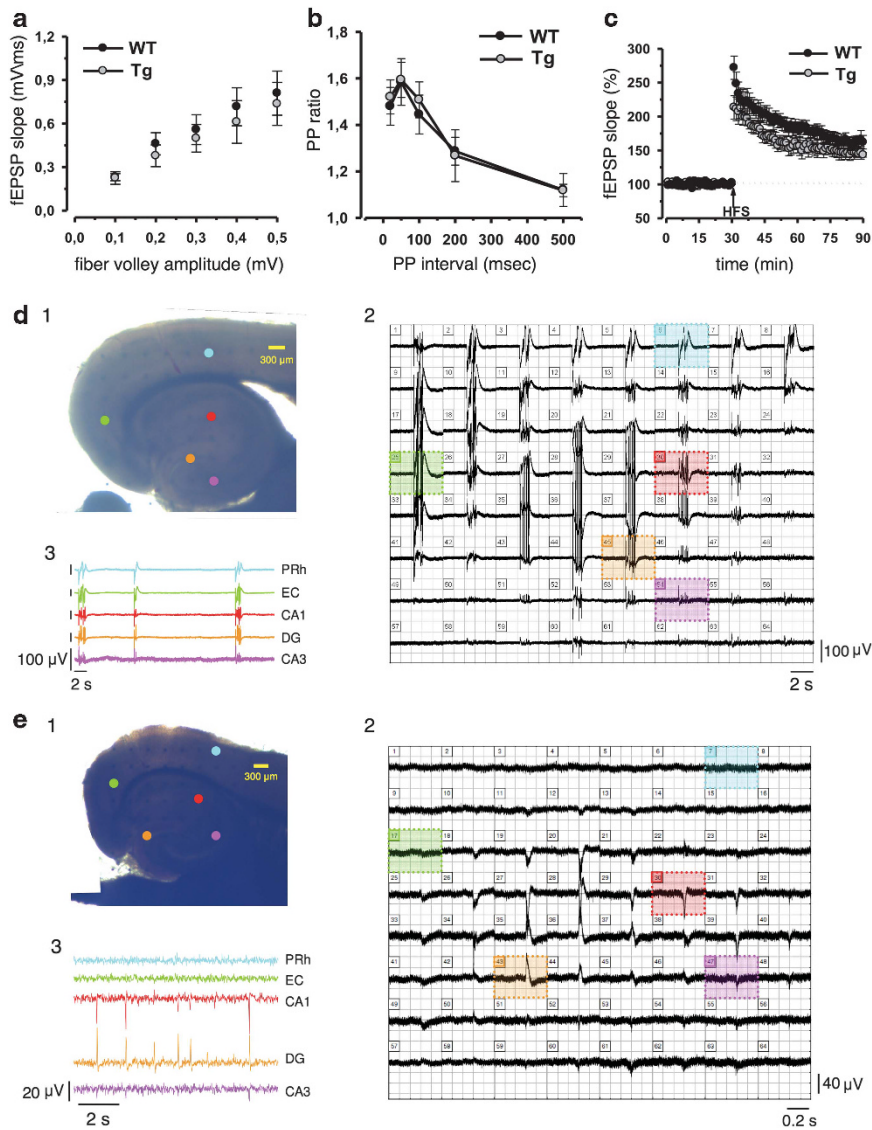 a
WT
Tg
fEPSP slope (mV\ms)
1,2
0,9
0,6
0,3
0,0
0,0 0,1 0,2 0,3 0,4 0,5
fiber volley amplitude (mV)
b
WT
Tg
PP ratio
1,8
1,6
1,4
1,2
1,0
0 100 200 300 400 500
PP interval (msec)
c
WT
Tg
fEPSP slope (%)
300
250
200
150
100
50
HFS
0 15 30 45 60 75 90
time (min)
d
1
300 µm
2
1 2 3 4 5 6 7 8
9 10 11 12 13 14 15 16
17 18 19 20 21 22 23 24
25 26 27 28 29 30 31 32
33 34 35 36 37 38 39 40
41 42 43 44 45 46 47 48
49 50 51 52 53 54 55 56
57 58 59 60 61 62 63 64
100 µV
2 s
3
PRh
EC
CA1
DG
CA3
100 µV
2 s
e
1
300 µm
2
1 2 3 4 5 6 7 8
9 10 11 12 13 14 15 16
17 18 19 20 21 22 23 24
25 26 27 28 29 30 31 32
33 34 35 36 37 38 39 40
41 42 43 44 45 46 47 48
49 50 51 52 53 54 55 56
57 58 59 60 61 62 63 64
40 µV
0.2 s
3
PRh
EC
CA1
DG
CA3
20 µV
2 s